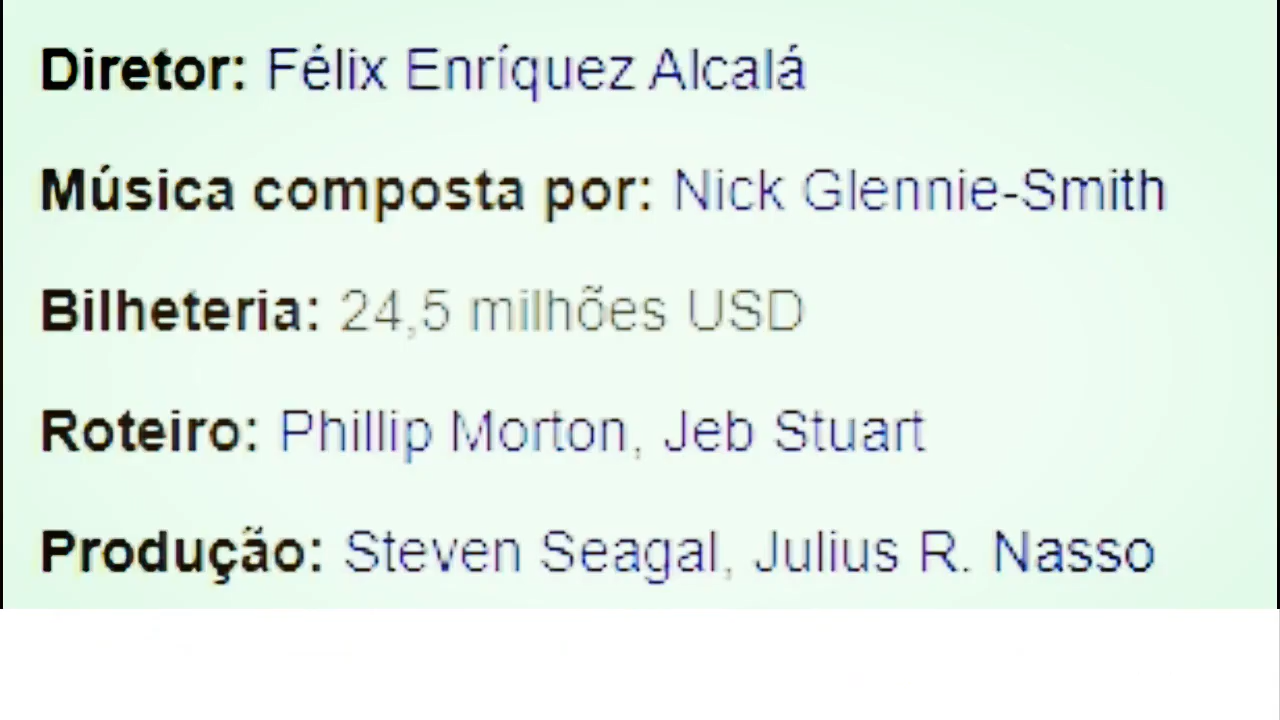 Diretor: Félix Enríquez Alcalá
Música composta por: Nick Glennie-Smith
Bilheteria: 24,5 milhões USD
Roteiro: Phillip Morton, Jeb Stuart
Produção: Steven Seagal, Julius R. Nasso